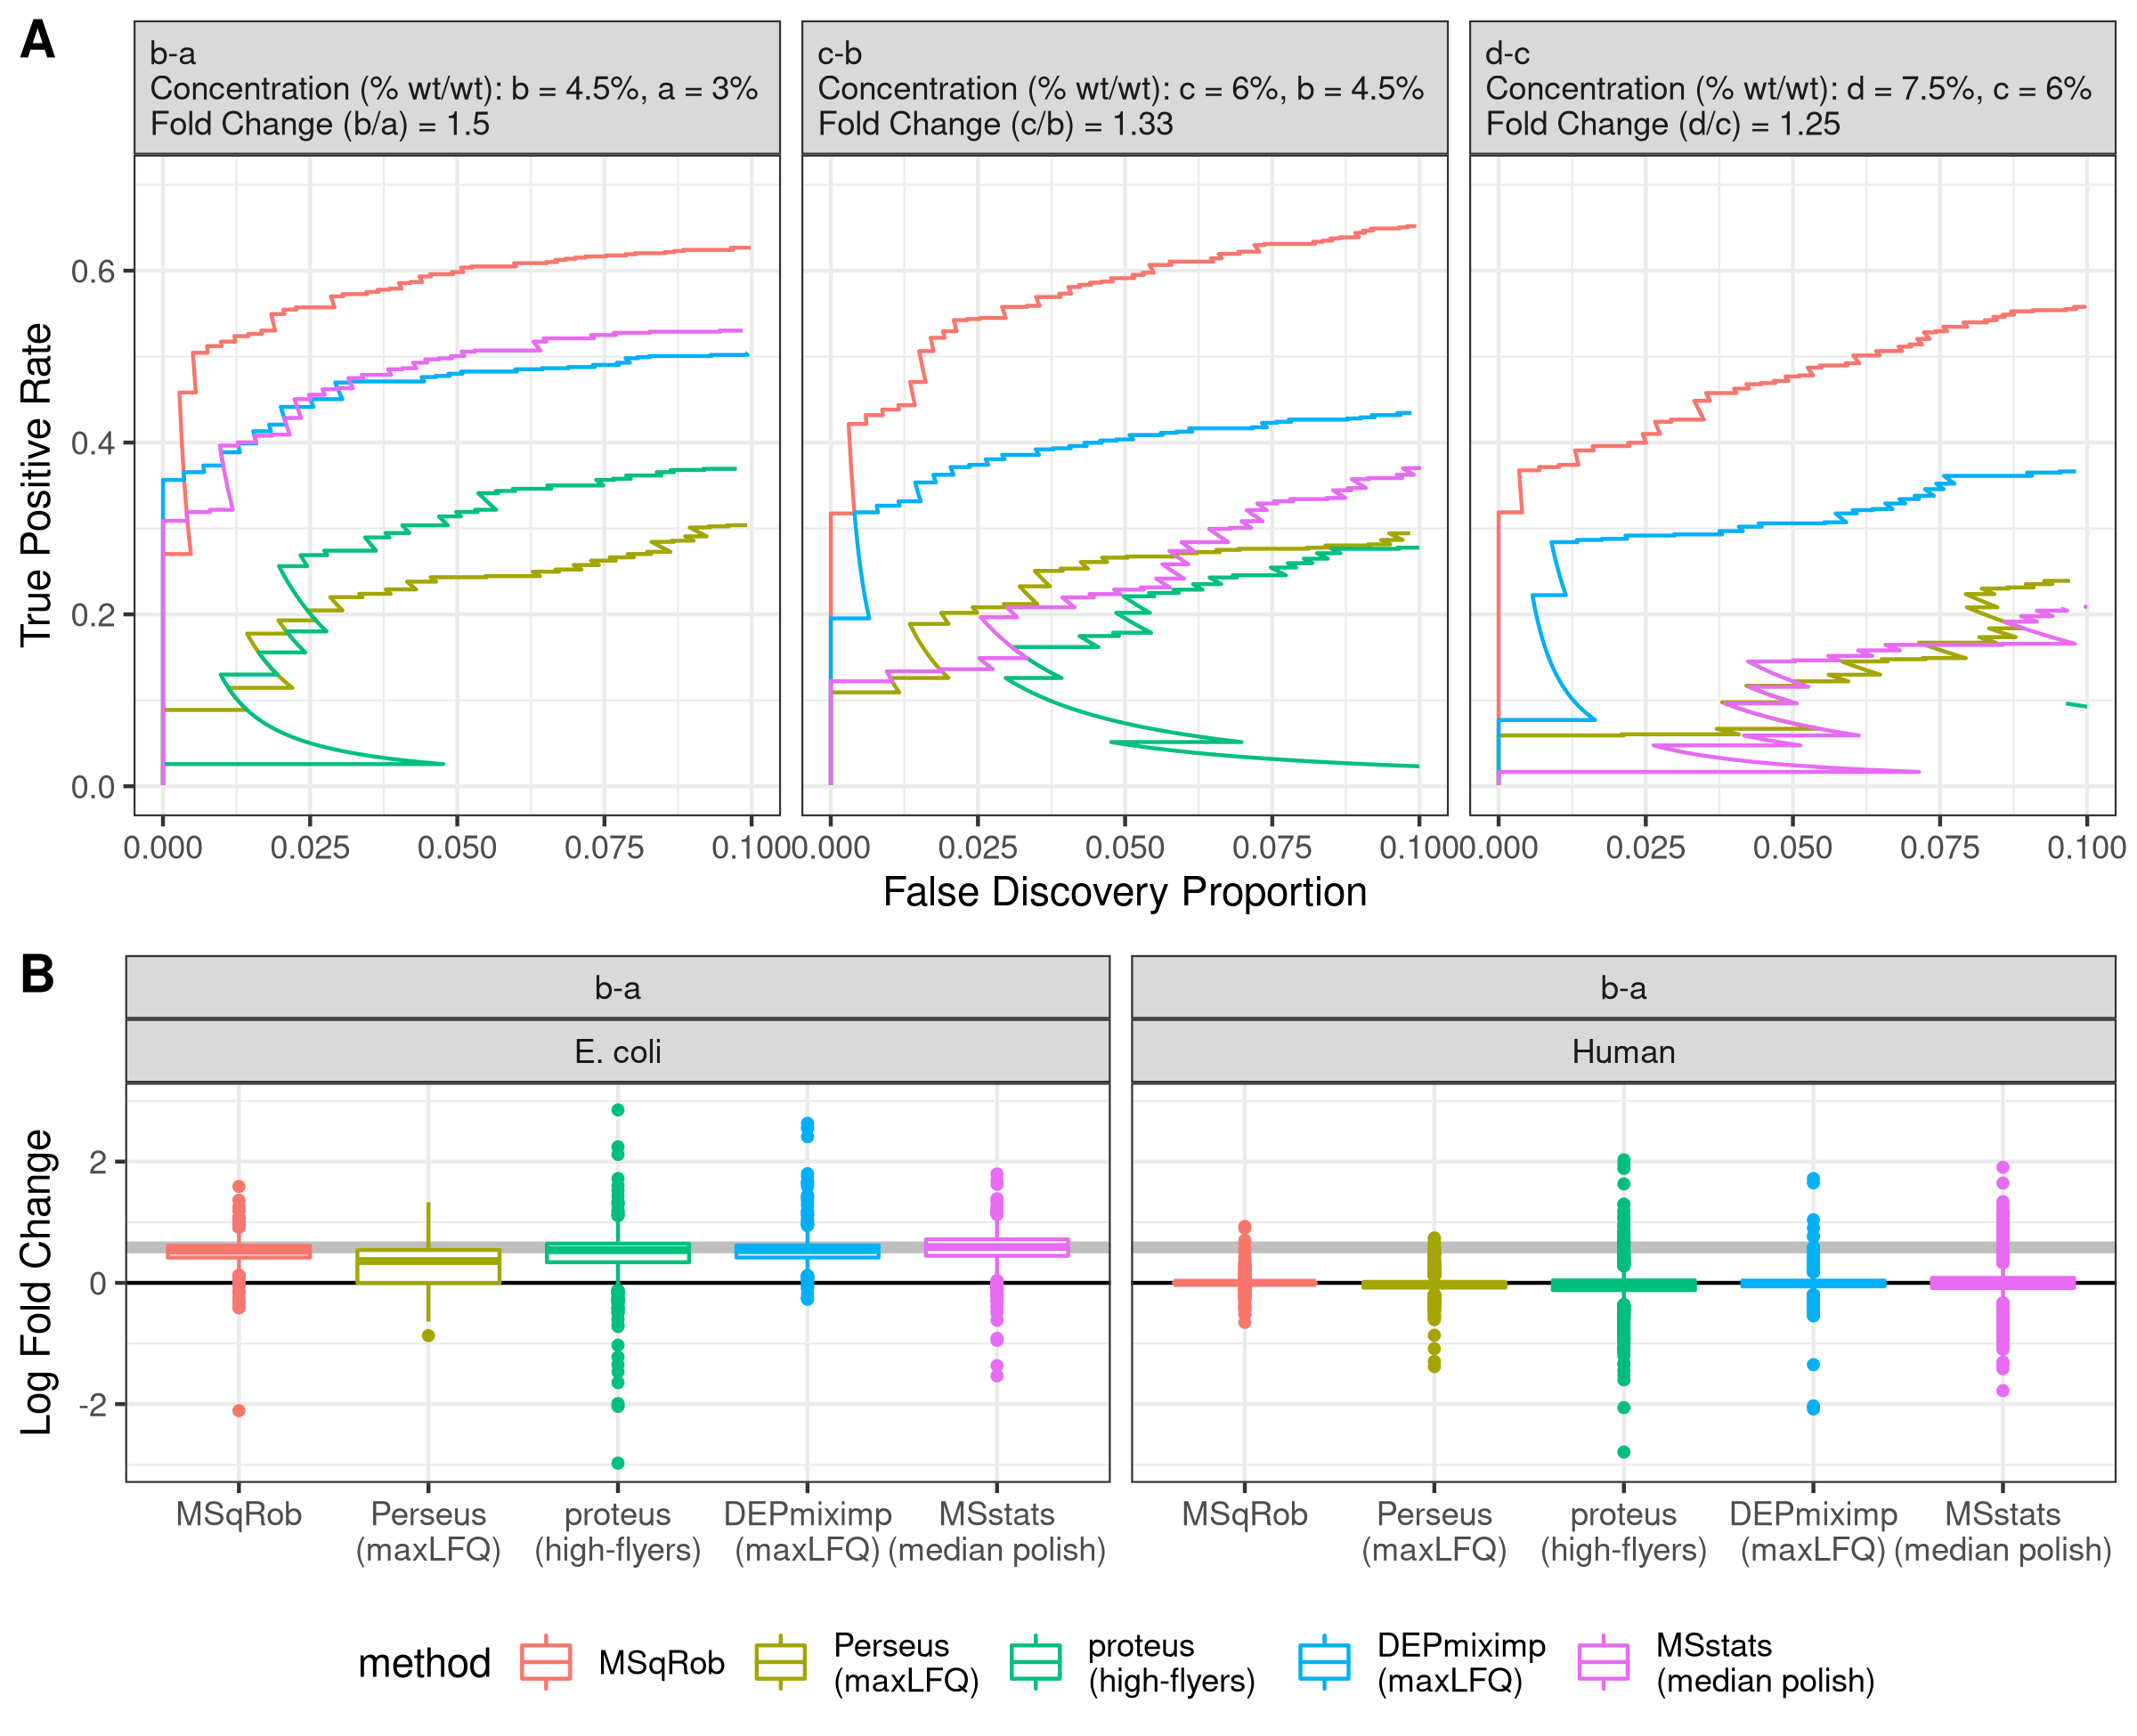 A
b-a
Concentration (% wt/wt): b = 4.5%, a = 3%
Fold Change (b/a) = 1.5
c-b
Concentration (% wt/wt): c = 6%, b = 4.5%
Fold Change (c/b) = 1.33
d-c
Concentration (% wt/wt): d = 7.5%, c = 6%
Fold Change (d/c) = 1.25
True Positive Rate
0.6
0.4
0.2
0.0
0.000 0.025 0.050 0.075 0.100
0.000 0.025 0.050 0.075 0.100
0.000 0.025 0.050 0.075 0.100
False Discovery Proportion
B
b-a
E. coli
b-a
Human
Log Fold Change
2
0
-2
MSqRob
Perseus
(maxLFQ)
proteus
(high-flyers)
DEPmiximp
(maxLFQ)
MSstats
(median polish)
MSqRob
Perseus
(maxLFQ)
proteus
(high-flyers)
DEPmiximp
(maxLFQ)
MSstats
(median polish)
method
MSqRob
Perseus
(maxLFQ)
proteus
(high-flyers)
DEPmiximp
(maxLFQ)
MSstats
(median polish)